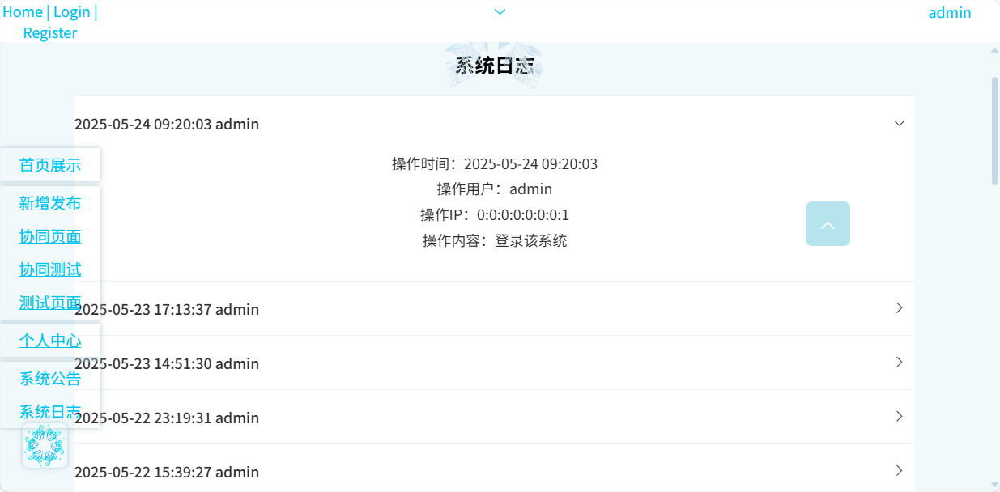 Home | Login |
Register
admin
系统日志
2025-05-24 09:20:03 admin
操作时间：2025-05-24 09:20:03
操作用户：admin
操作IP：0:0:0:0:0:0:0:1
操作内容：登录该系统
2025-05-23 17:13:37 admin
2025-05-23 14:51:30 admin
2025-05-22 23:19:31 admin
2025-05-22 15:39:27 admin
首页展示
新增发布
协同页面
协同测试
测试页面
个人中心
系统公告
系统日志